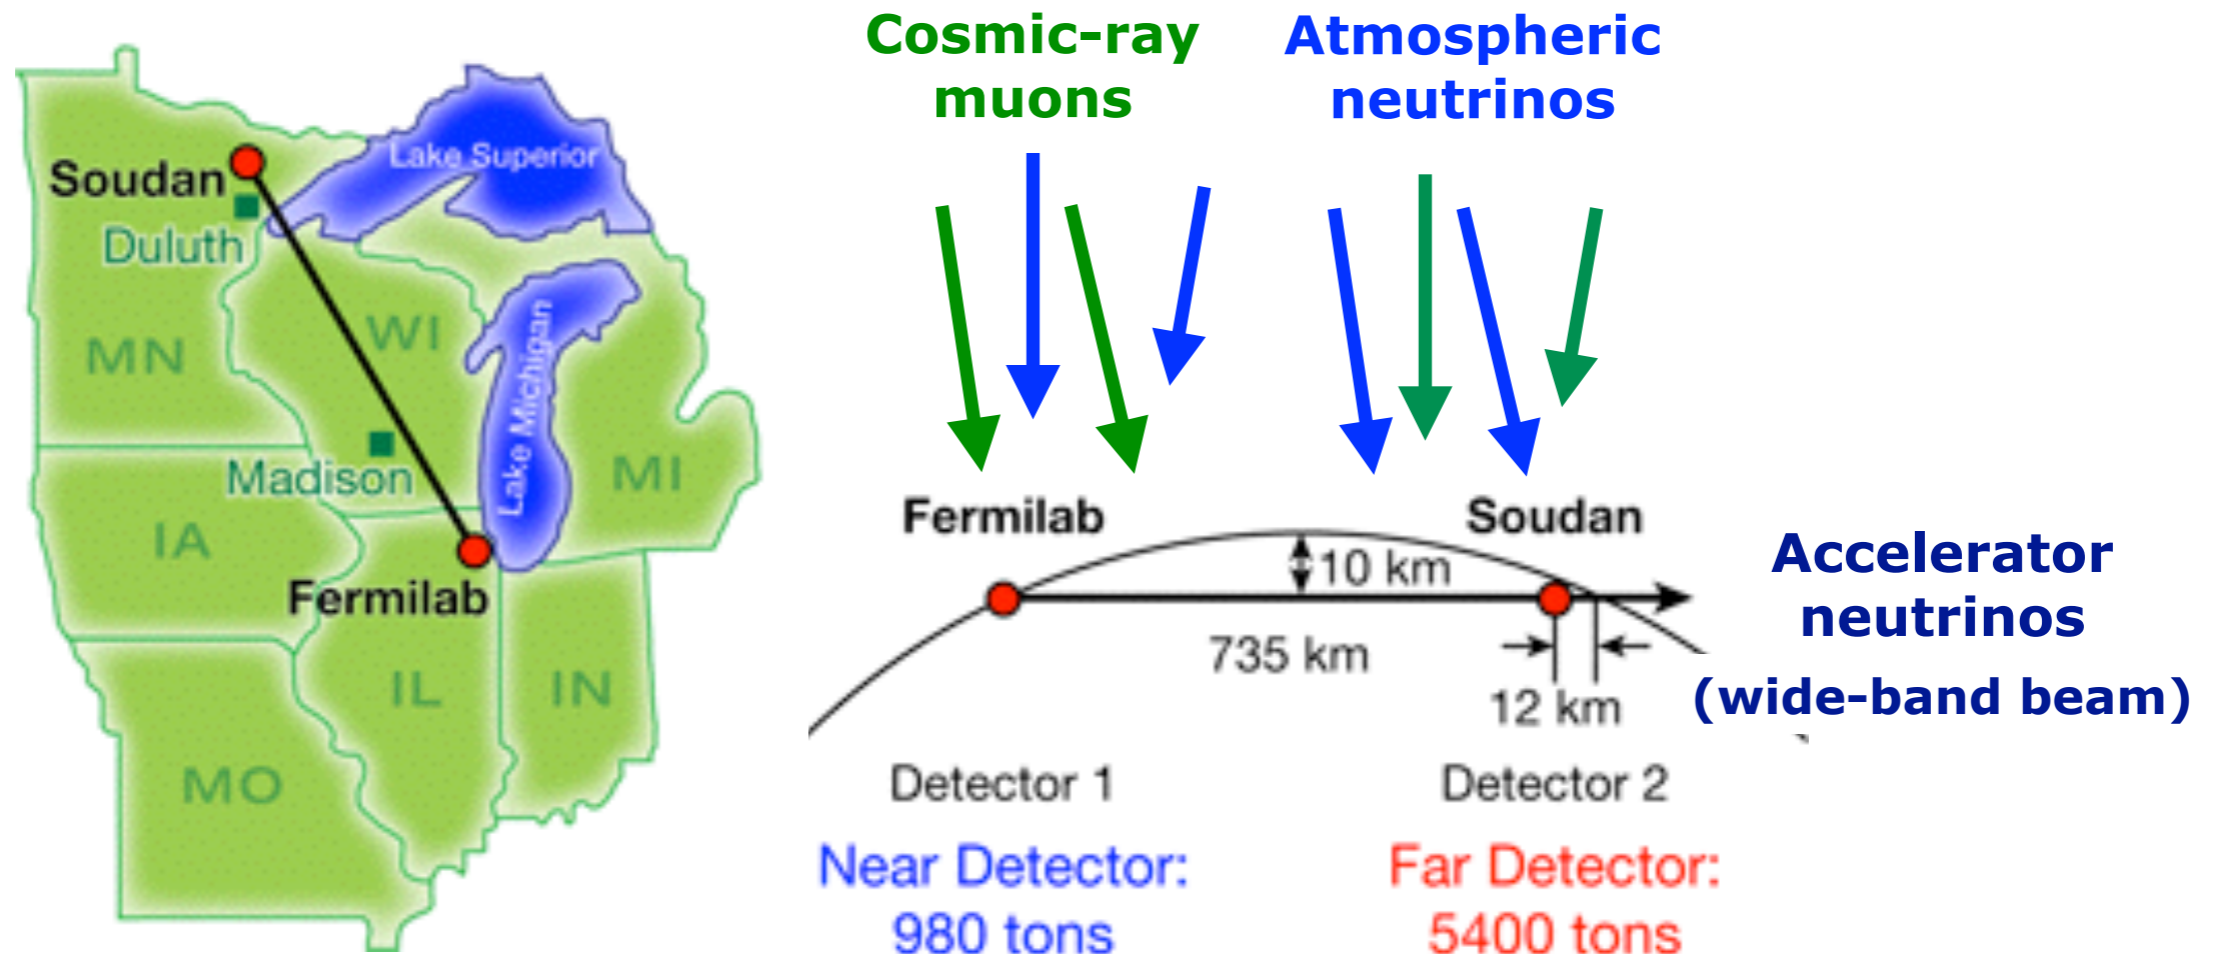 Lake Superior
Soudan
Duluth
MN
WI
Lake Michigan
MI
Madison
IA
Fermilab
IL
IN
MO
Cosmic-ray
muons
Atmospheric
neutrinos
Fermilab
Soudan
10 km
735 km
12 km
Accelerator
neutrinos
(wide-band beam)
Detector 1
Detector 2
Near Detector:
980 tons
Far Detector:
5400 tons